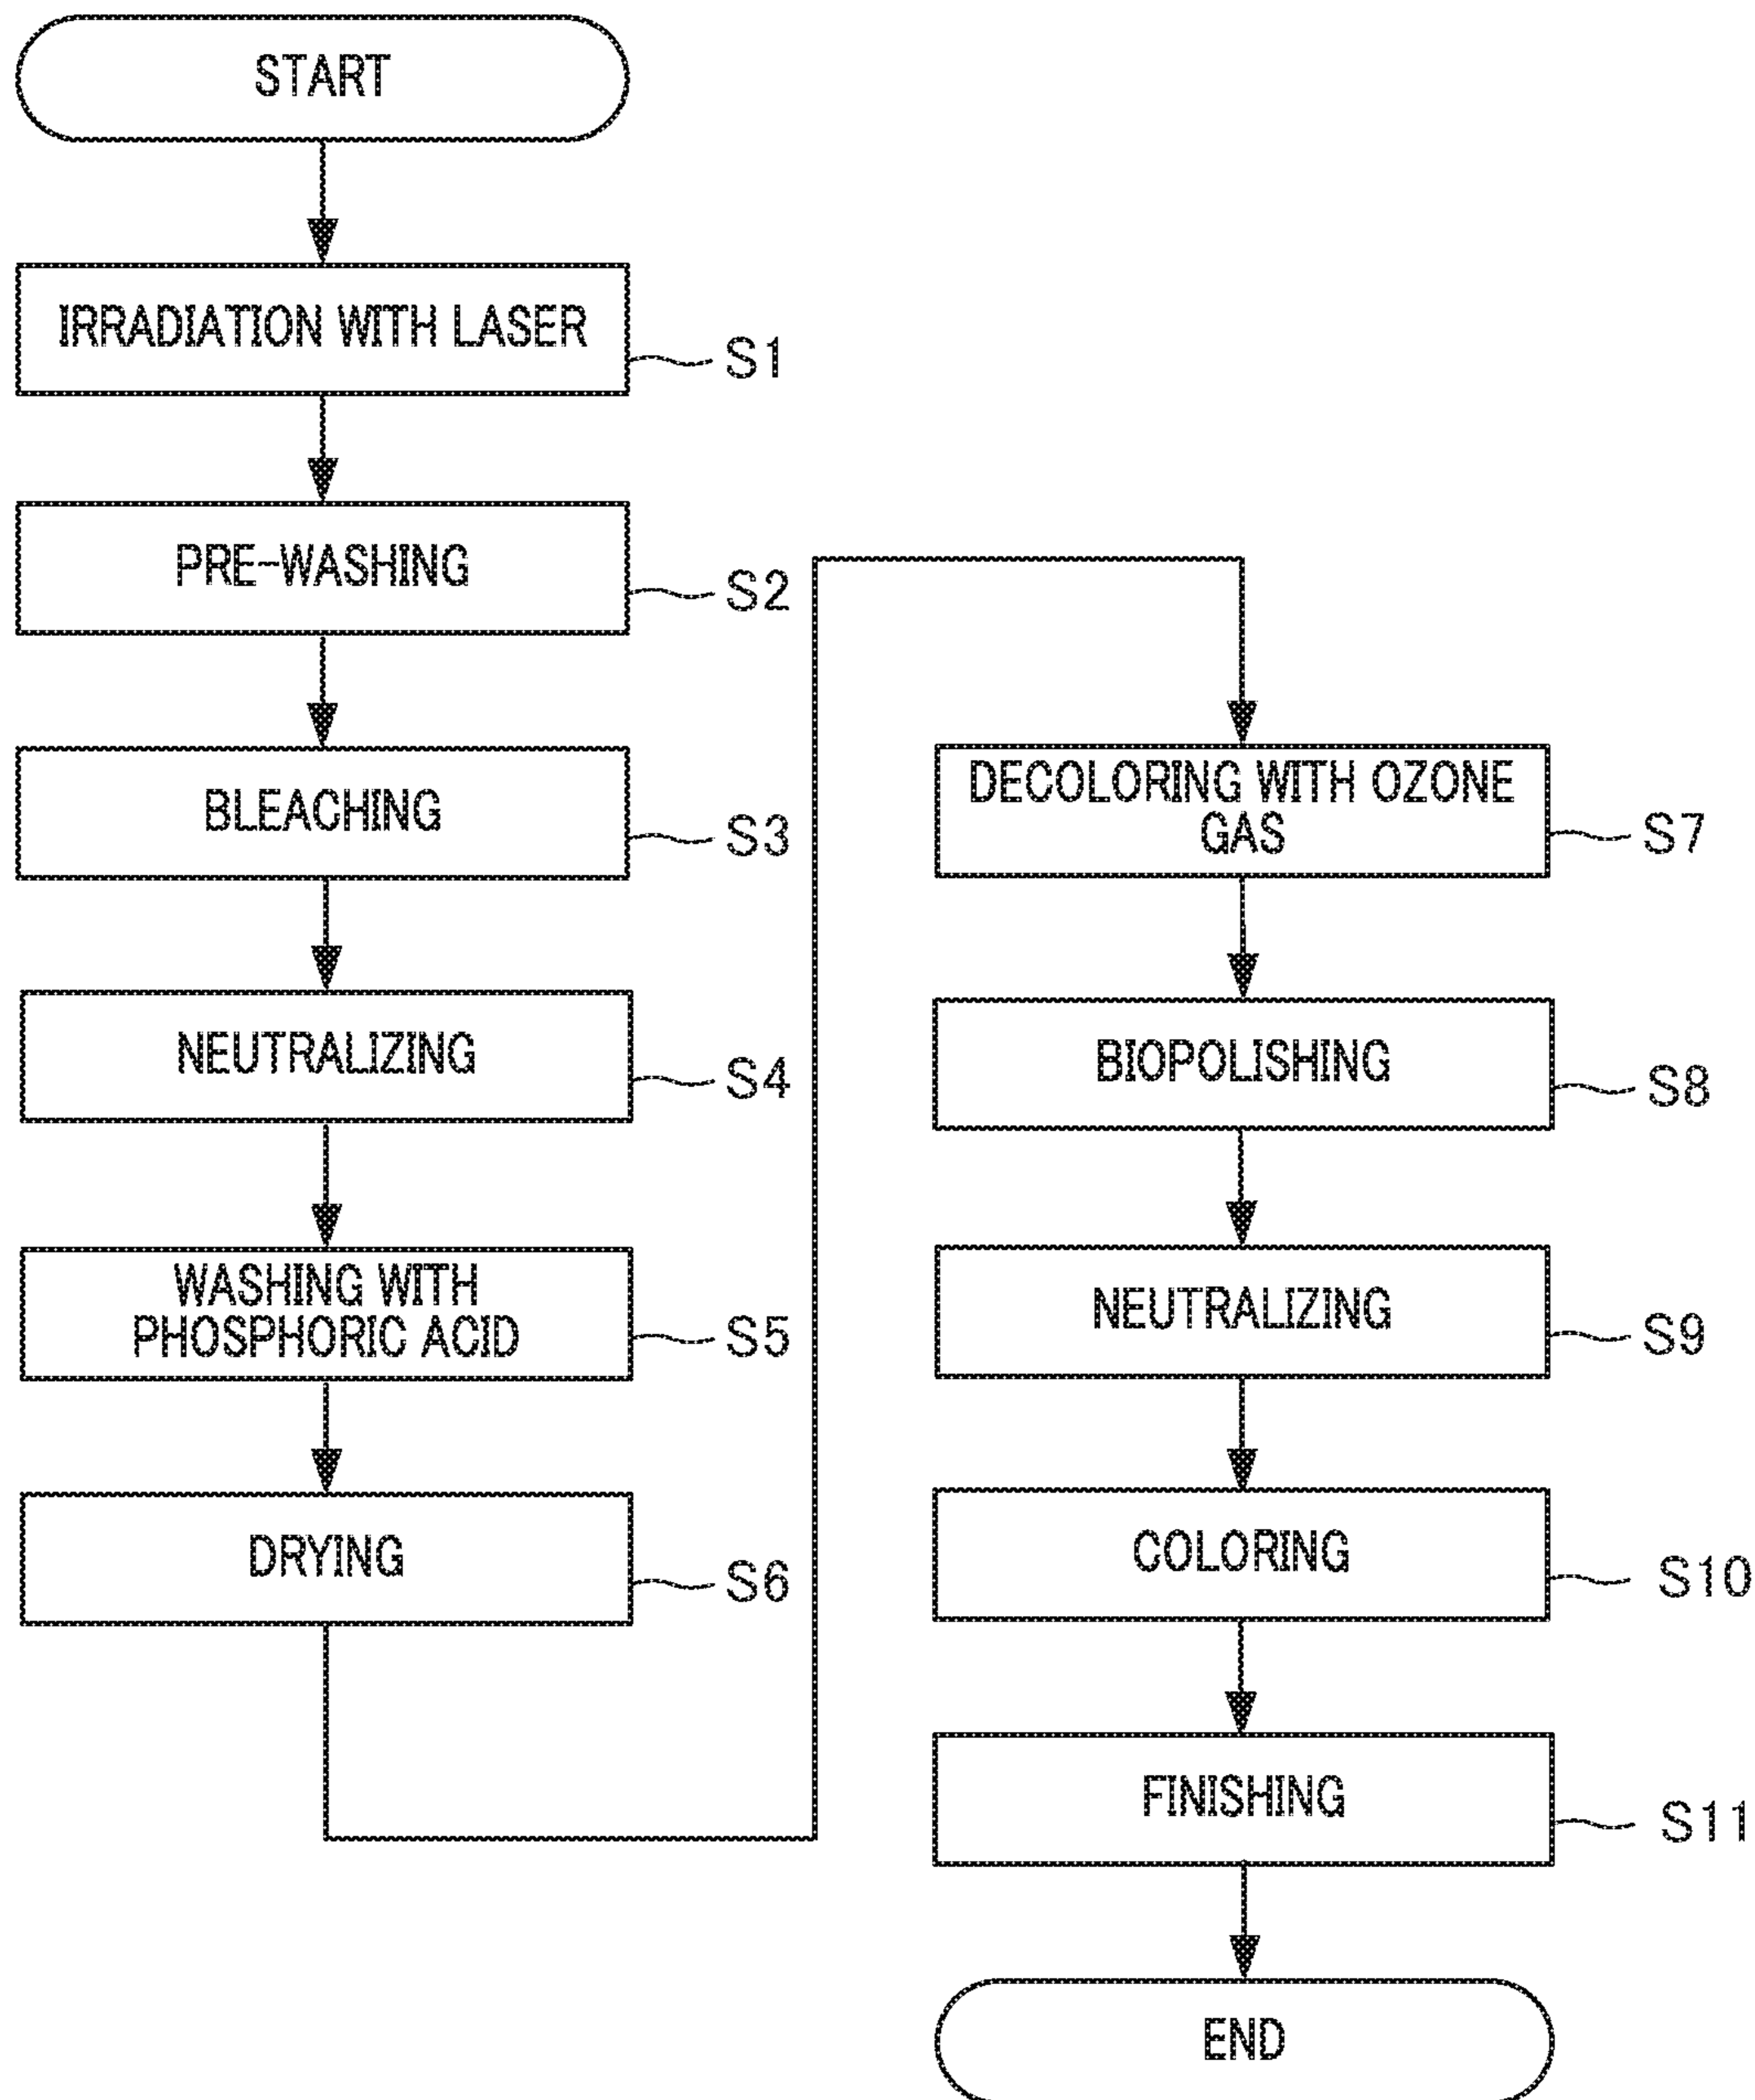 START
IRRADIATION WITH LASER
S1
PRE-WASHING
S2
BLEACHING
S3
NEUTRALIZING
S4
WASHING WITH
PHOSPHORIC ACID
S5
DRYING
S6
DECOLORING WITH OZONE
GAS
S7
BIOPOLISHING
S8
NEUTRALIZING
S9
COLORING
S10
FINISHING
S11
END